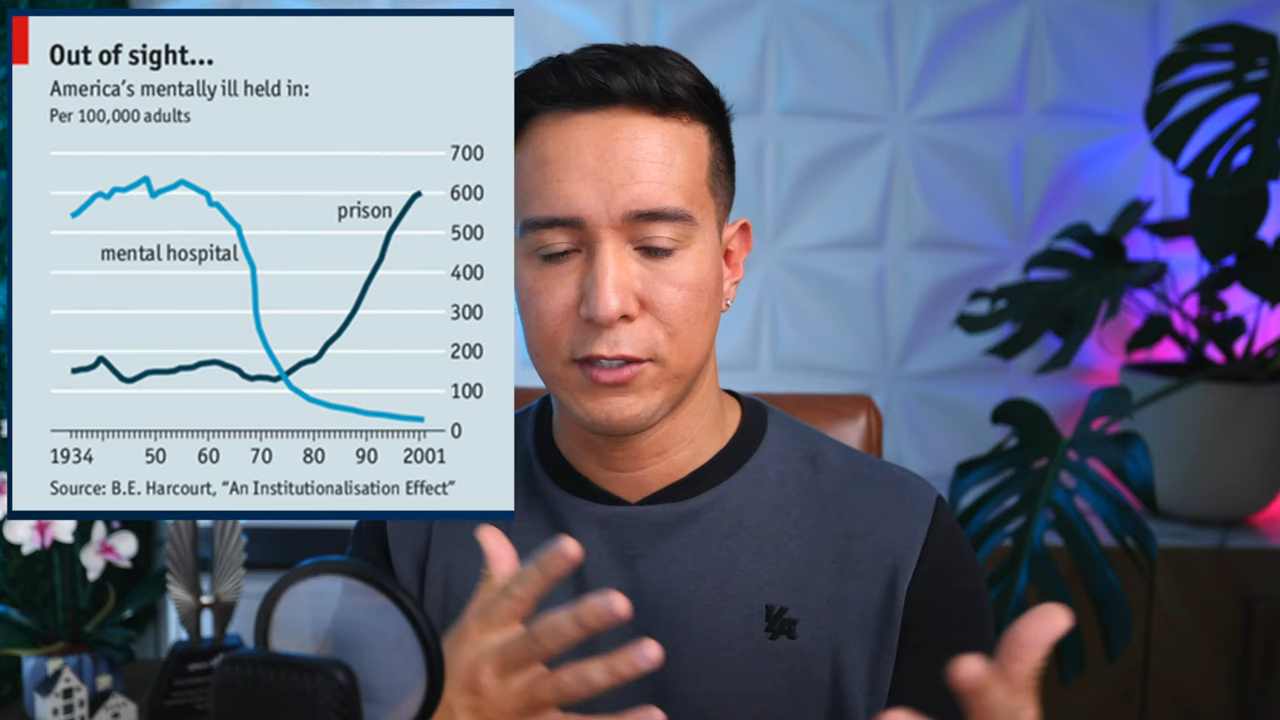 Out of sight...
America's mentally ill held in:
Per 100,000 adults
700
600
prison
500
mental hospital
400
300
200
100
0
1934 50 60 70 80 90 2001
Source: B.E. Harcourt, "An Institutionalisation Effect"